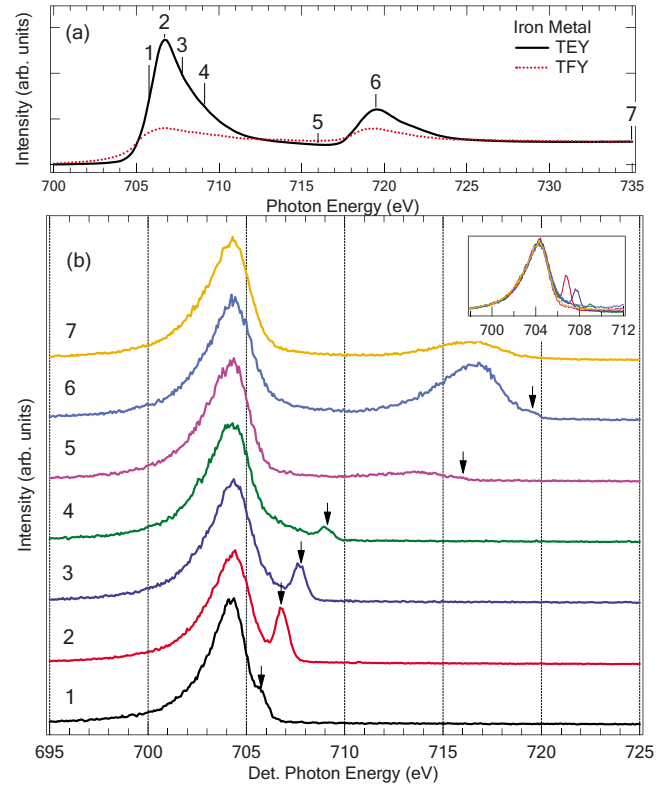 (a)
Iron Metal
TEY
TFY
1
2
3
4
5
6
7
Intensity (arb. units)
700 705 710 715 720 725 730 735
Photon Energy (eV)
(b)
700 704 708 712
7
6
5
4
3
2
1
Intensity (arb. units)
695 700 705 710 715 720 725
Det. Photon Energy (eV)